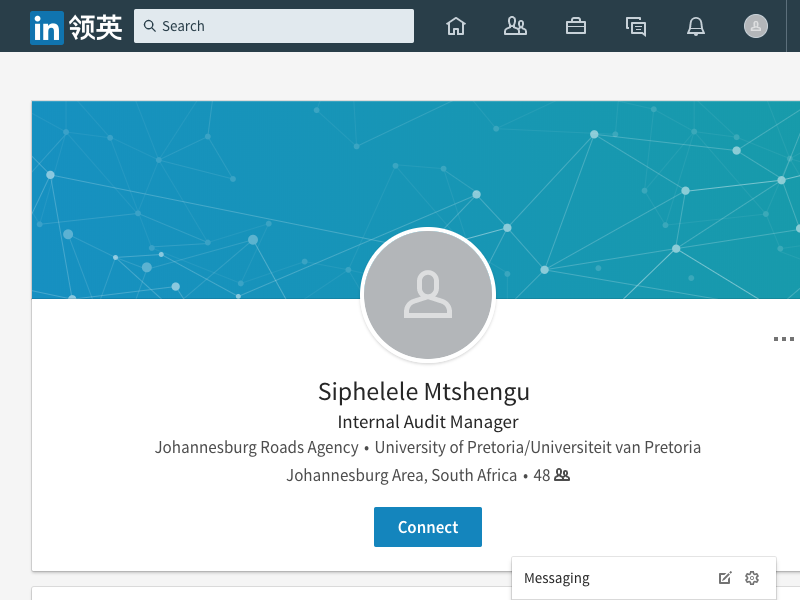 in 领英
Search
Siphelele Mtshengu
Internal Audit Manager
Johannesburg Roads Agency • University of Pretoria/Universiteit van Pretoria
Johannesburg Area, South Africa • 48
Connect
Messaging